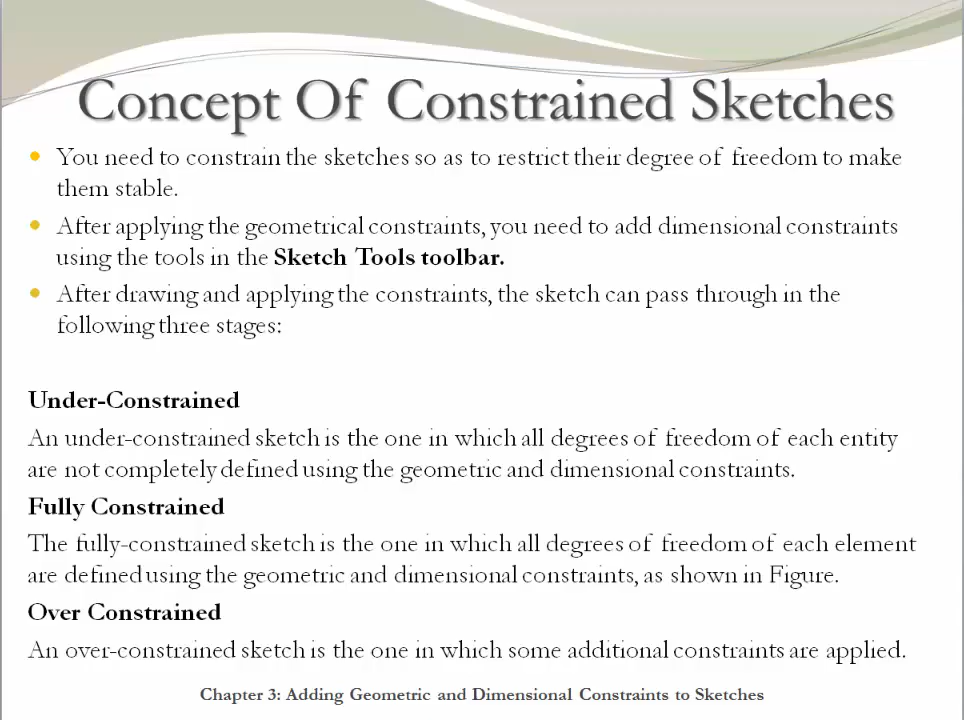 Concept Of Constrained Sketches
You need to constrain the sketches so as to restrict their degree of freedom to make
them stable.
After applying the geometrical constraints, you need to add dimensional constraints
using the tools in the Sketch Tools toolbar.
After drawing and applying the constraints, the sketch can pass through in the
following three stages:
Under-Constrained
An under-constrained sketch is the one in which all degrees of freedom of each entity
are not completely defined using the geometric and dimensional constraints.
Fully Constrained
The fully-constrained sketch is the one in which all degrees of freedom of each element
are defined using the geometric and dimensional constraints, as shown in Figure.
Over Constrained
An over-constrained sketch is the one in which some additional constraints are applied.
Chapter 3: Adding Geometric and Dimensional Constraints to Sketches